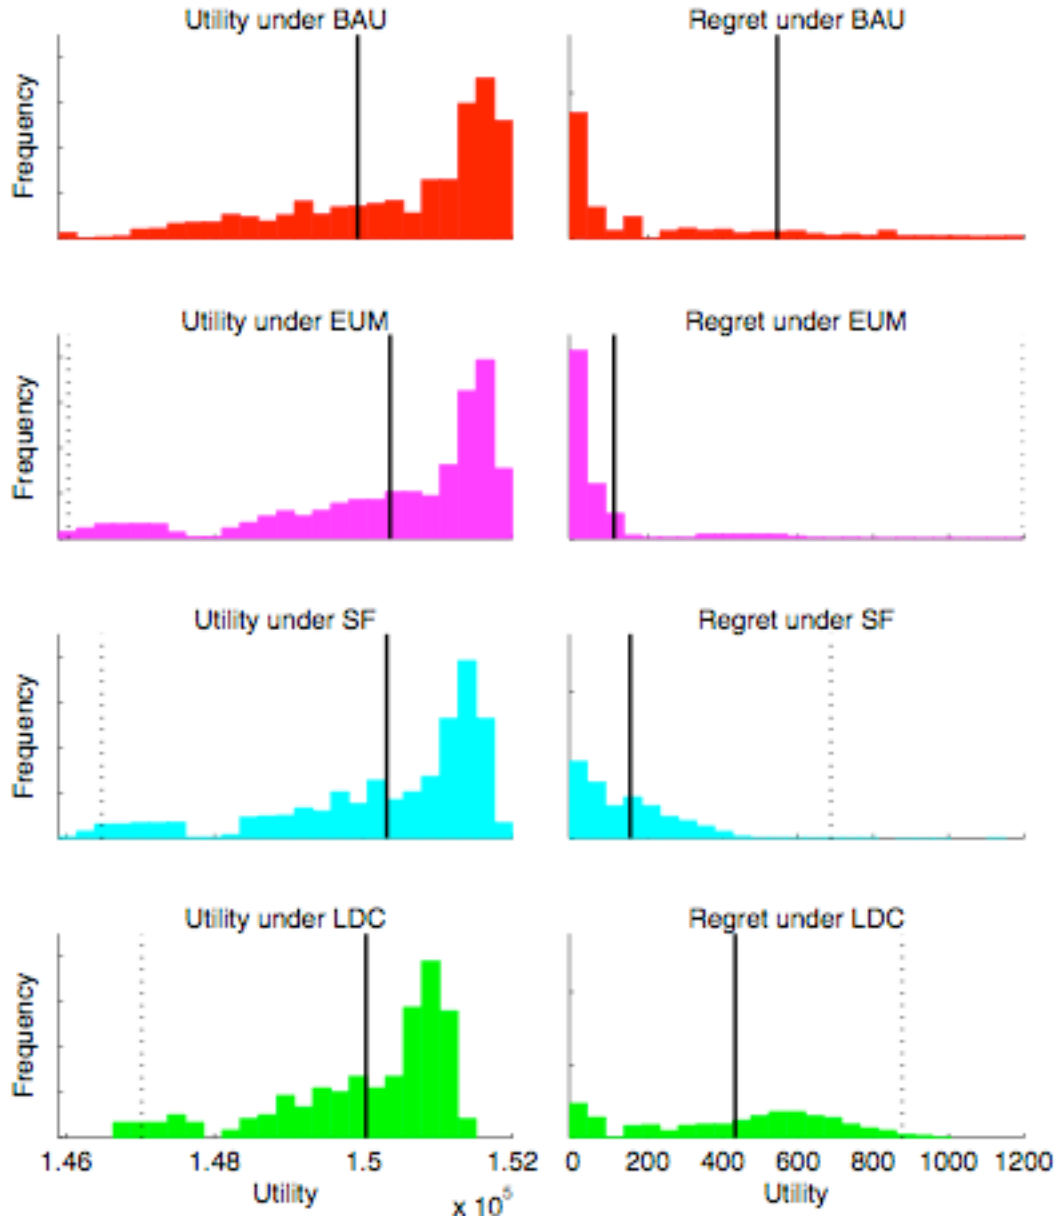 Utility under BAU
Regret under BAU
Frequency
Utility under EUM
Regret under EUM
Frequency
Utility under SF
Regret under SF
Frequency
Utility under LDC
Regret under LDC
Frequency
1.46 1.48 1.5 1.52
0 200 400 600 800 1000 1200
Utility
x 10⁵
Utility